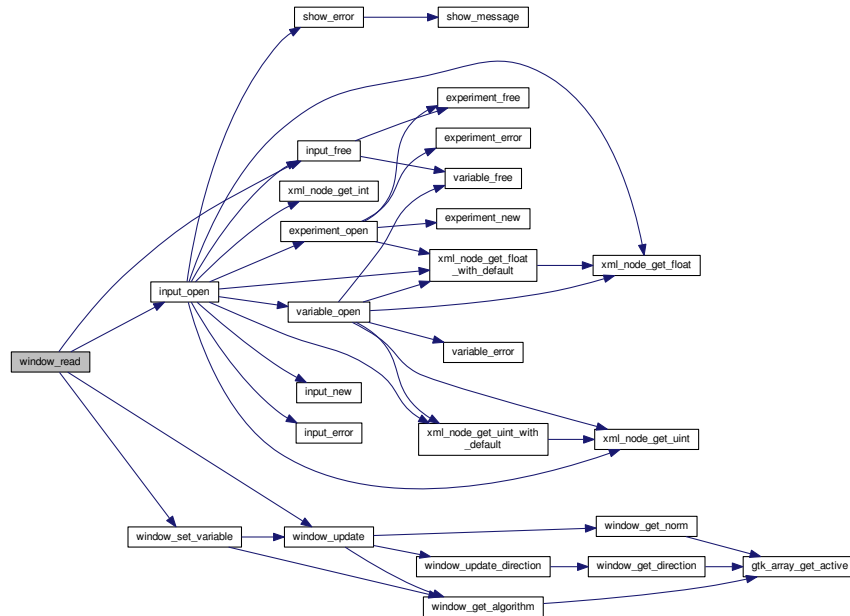 show_error
show_message
experiment_free
experiment_error
input_free
variable_free
xml_node_get_int
experiment_new
experiment_open
xml_node_get_float
_with_default
xml_node_get_float
input_open
variable_open
variable_error
window_read
input_new
input_error
xml_node_get_uint_with
_default
xml_node_get_uint
window_get_norm
window_set_variable
window_update
window_update_direction
window_get_direction
gtk_array_get_active
window_get_algorithm